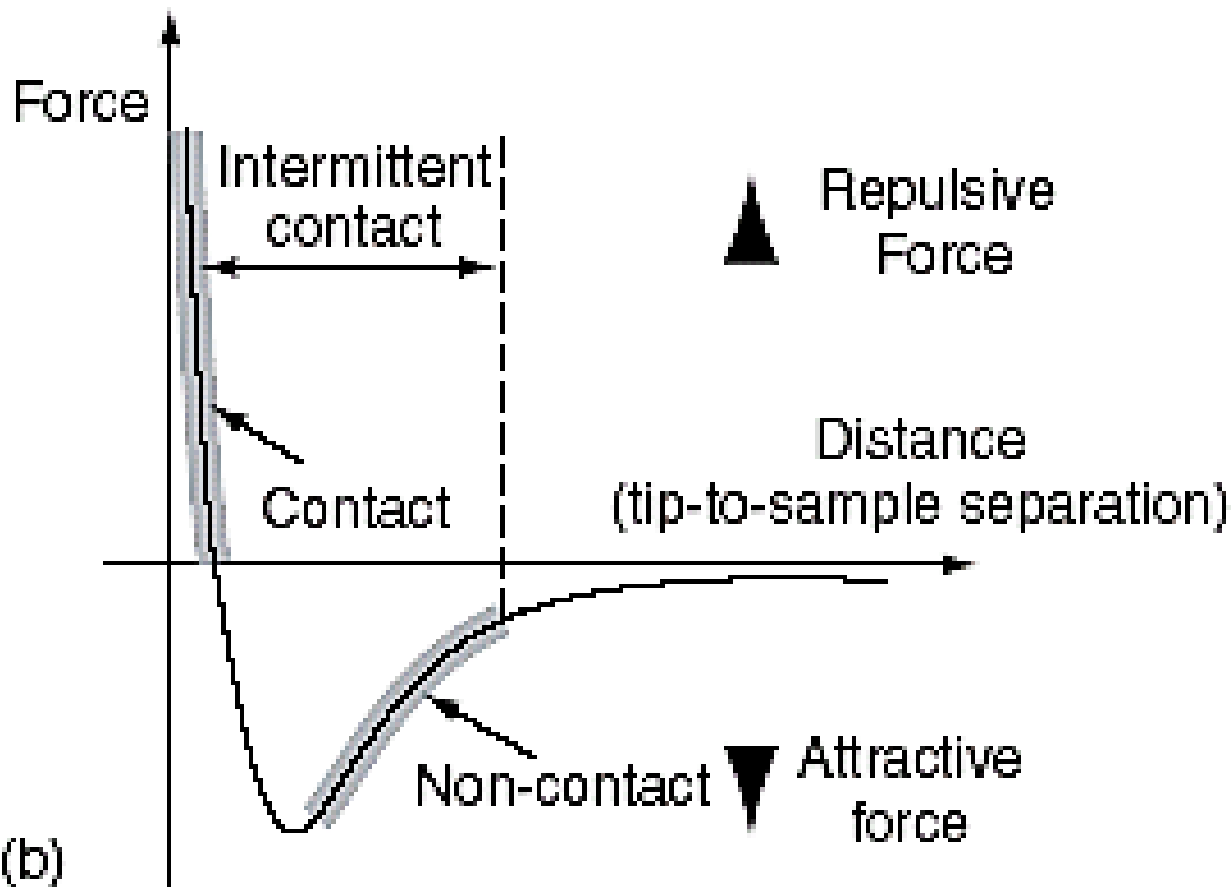 Force
Intermittent
contact
Repulsive
Force
Contact
Distance
(tip-to-sample separation)
Non-contact
Attractive
force
(b)